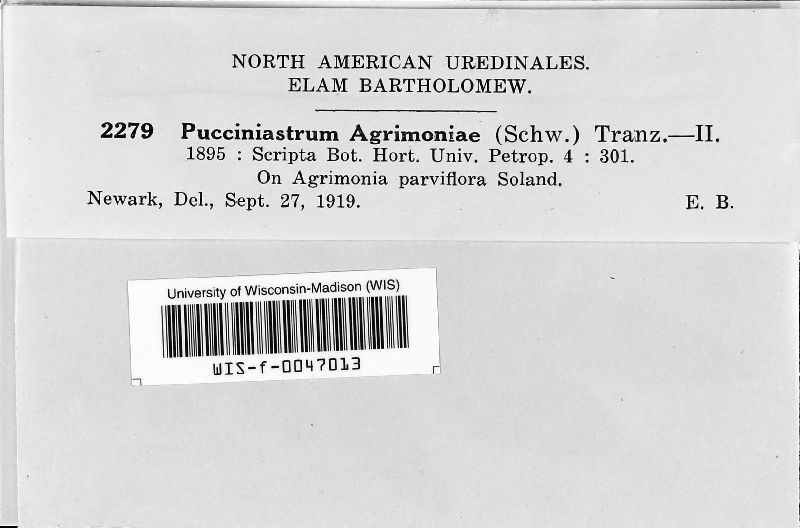 NORTH AMERICAN UREDINALES.
ELAM BARTHOLOMEW.
2279 Pucciniastrum Agrimoniae (Schw.) Tranz.—II.
1895 : Scripta Bot. Hort. Univ. Petrop. 4 : 301.
On Agrimonia parviflora Soland.
Newark, Del., Sept. 27, 1919. E. B.
University of Wisconsin-Madison (WIS)
WIS-f-0047013